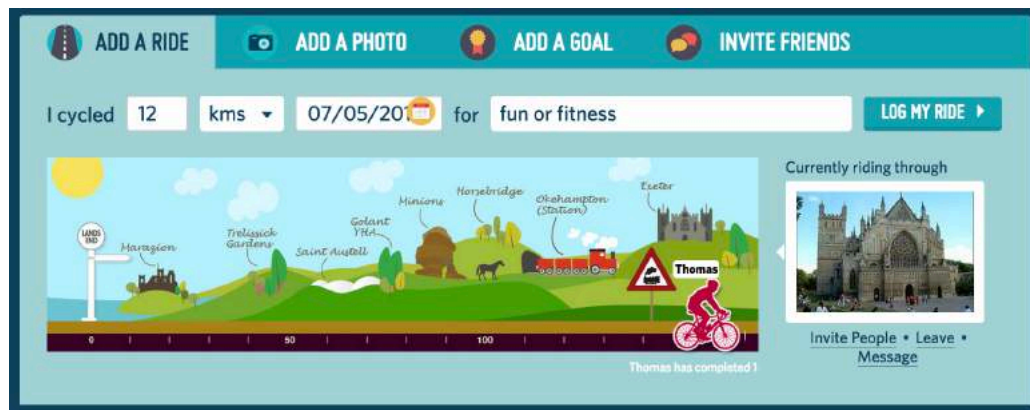 ADD A RIDE
ADD A PHOTO
ADD A GOAL
INVITE FRIENDS
I cycled 12 kms 07/05/20 for fun or fitness LOG MY RIDE
Currently riding through
LANDS END
Marazion
Trelissick Gardens
Saint Austell
Golant YHA
Minions
Horsebridge
Okehampton (Station)
Exeter
Thomas
0 50 100
Thomas has completed 1
Invite People • Leave •
Message